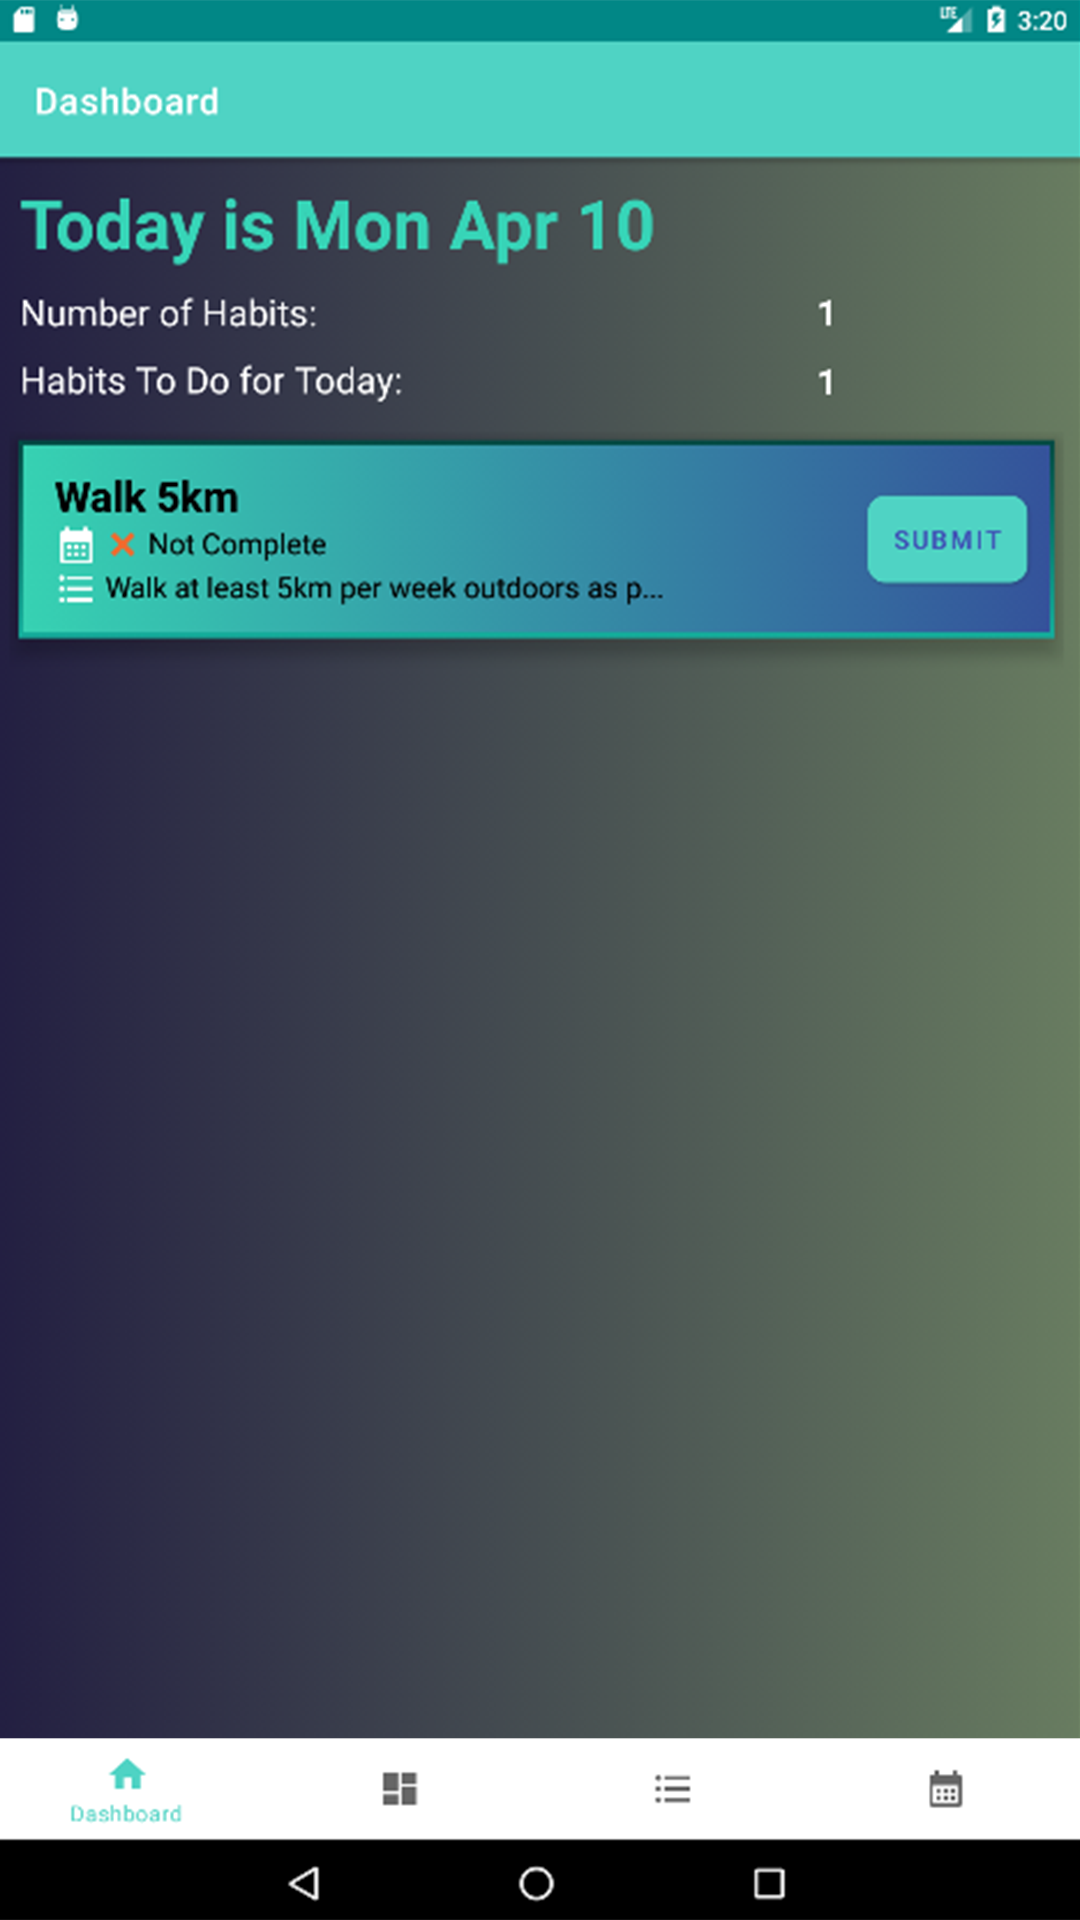 LTE 3:20
Dashboard
Today is Mon Apr 10
Number of Habits: 1
Habits To Do for Today: 1
Walk 5km
Not Complete
SUBMIT
Walk at least 5km per week outdoors as p...
Dashboard